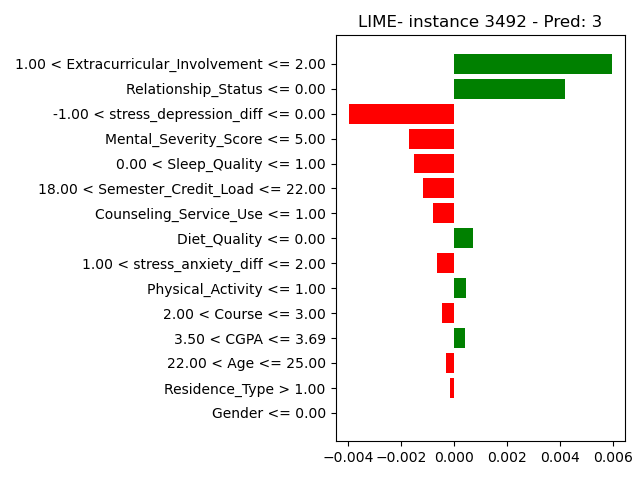 LIME- instance 3492 - Pred: 3
1.00 < Extracurricular_Involvement <= 2.00
Relationship_Status <= 0.00
-1.00 < stress_depression_diff <= 0.00
Mental_Severity_Score <= 5.00
0.00 < Sleep_Quality <= 1.00
18.00 < Semester_Credit_Load <= 22.00
Counseling_Service_Use <= 1.00
Diet_Quality <= 0.00
1.00 < stress_anxiety_diff <= 2.00
Physical_Activity <= 1.00
2.00 < Course <= 3.00
3.50 < CGPA <= 3.69
22.00 < Age <= 25.00
Residence_Type > 1.00
Gender <= 0.00
−0.004 −0.002 0.000 0.002 0.004 0.006